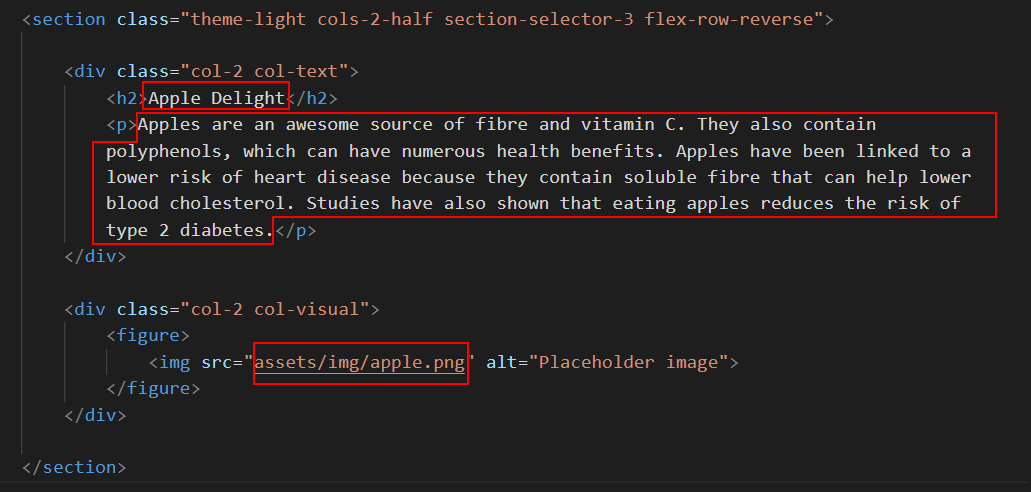 <section class="theme-light cols-2-half section-selector-3 flex-row-reverse">
<div class="col-2 col-text">
<h2>Apple Delight</h2>
<p>Apples are an awesome source of fibre and vitamin C. They also contain
polyphenols, which can have numerous health benefits. Apples have been linked to a
lower risk of heart disease because they contain soluble fibre that can help lower
blood cholesterol. Studies have also shown that eating apples reduces the risk of
type 2 diabetes.</p>
</div>
<div class="col-2 col-visual">
<figure>
<img src="assets/img/apple.png" alt="Placeholder image">
</figure>
</div>
</section>